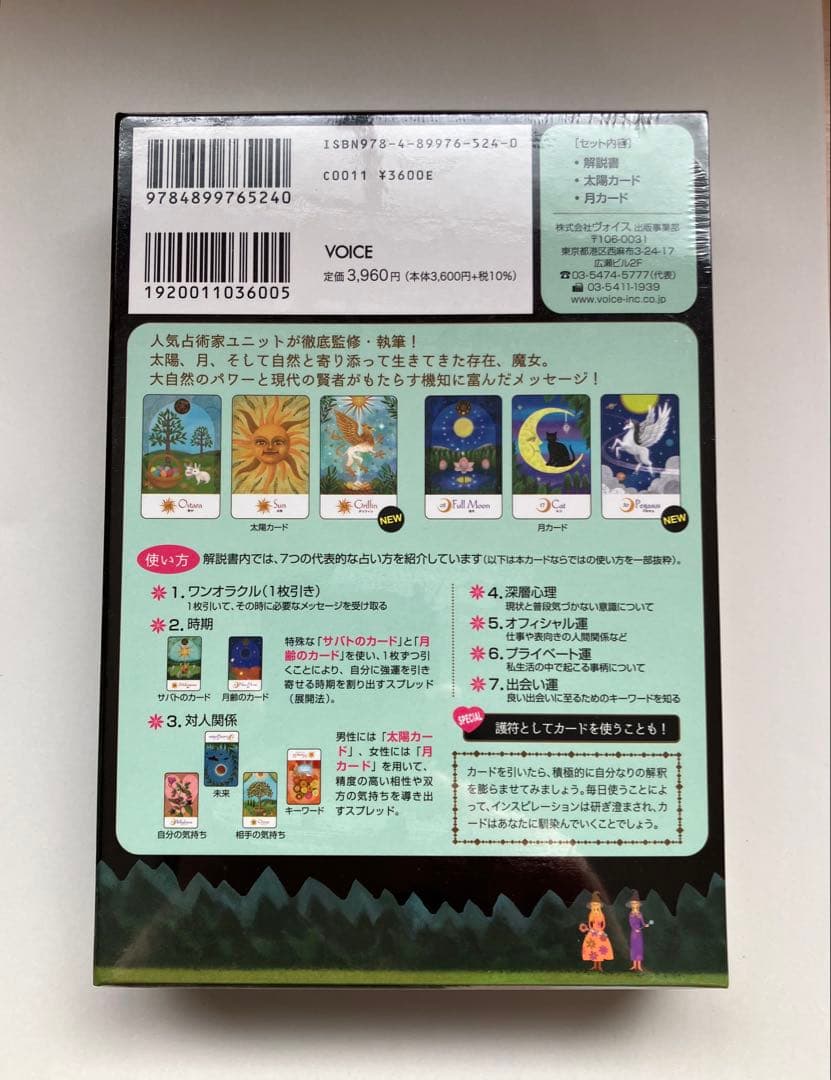 ISBN978-4-89976-524-0
C0011 ¥3600E
9784899765240
1920011036005
VOICE
定価 3,960円 (本体3,600円+税10%)
[セット内容]
・解説書
・太陽カード
・月カード
株式会社ヴォイス 出版事業部
〒106-0031
東京都港区西麻布3-24-17
広瀬ビル2F
☎03-5474-5777(代表)
03-5411-1939
www.voice-inc.co.jp
人気占術家ユニットが徹底監修・執筆!
太陽、月、そして自然と寄り添って生きてきた存在、魔女。
大自然のパワーと現代の賢者がもたらす機知に富んだメッセージ!
Ostara
Sun
Griffin
NEW
太陽カード
Full Moon
Cat
Pegasus
NEW
月カード
使い方 解説書内では、7つの代表的な占い方を紹介しています(以下は本カードならではの使い方を一部抜粋)。
1. ワンオラクル(1枚引き)
1枚引いて、その時に必要なメッセージを受け取る
2. 時期
サバトのカード
月齢のカード
特殊な「サバトのカード」と「月
齢のカード」を使い、1枚ずつ引
くことにより、自分に強運を引き
寄せる時期を割り出すスプレッド
(展開法)。
3. 対人関係
未来
キーワード
自分の気持ち
相手の気持ち
男性には「太陽カー
ド」、女性には「月
カード」を用いて、
精度の高い相性や双
方の気持ちを導き出
すスプレッド。
4. 深層心理
現状と普段気づかない意識について
5. オフィシャル運
仕事や表向きの人間関係など
6. プライベート運
私生活の中で起こる事柄について
7. 出会い運
良い出会いに至るためのキーワードを知る
SPECIAL
護符としてカードを使うことも!
カードを引いたら、積極的に自分なりの解釈
を膨らませてみましょう。毎日使うことによ
って、インスピレーションは研ぎ澄まされ、カ
ードはあなたに馴染んでいくことでしょう。